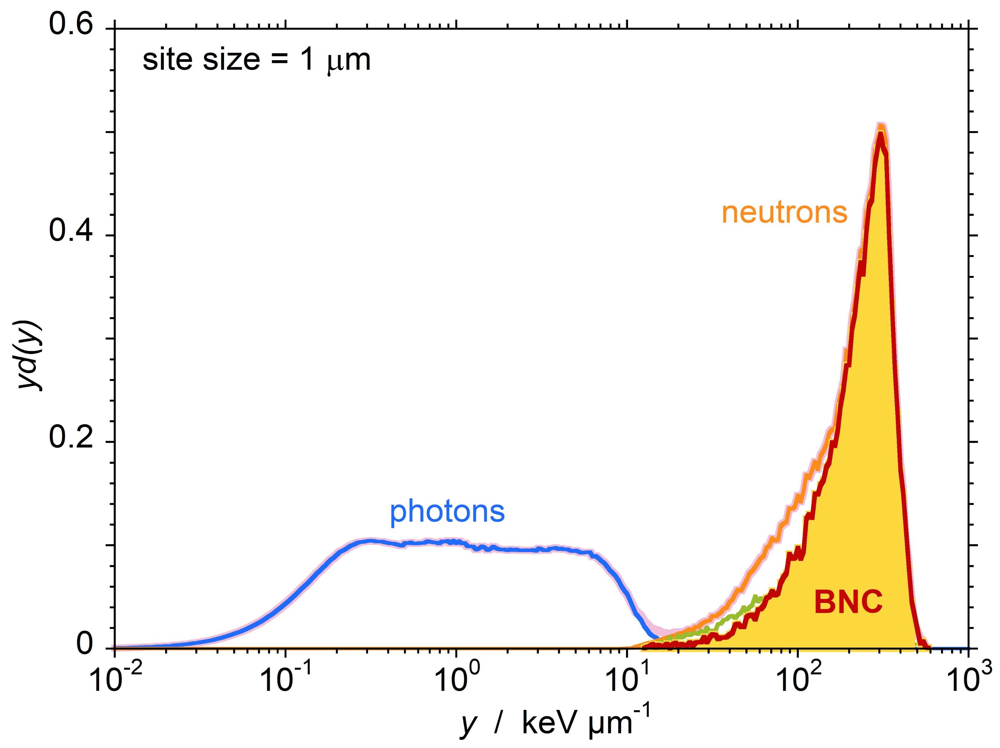 0.6
site size = 1 μm
neutrons
0.4
yd(y)
0.2
photons
BNC
0
10⁻² 10⁻¹ 10⁰ 10¹ 10² 10³
y / keV µm⁻¹